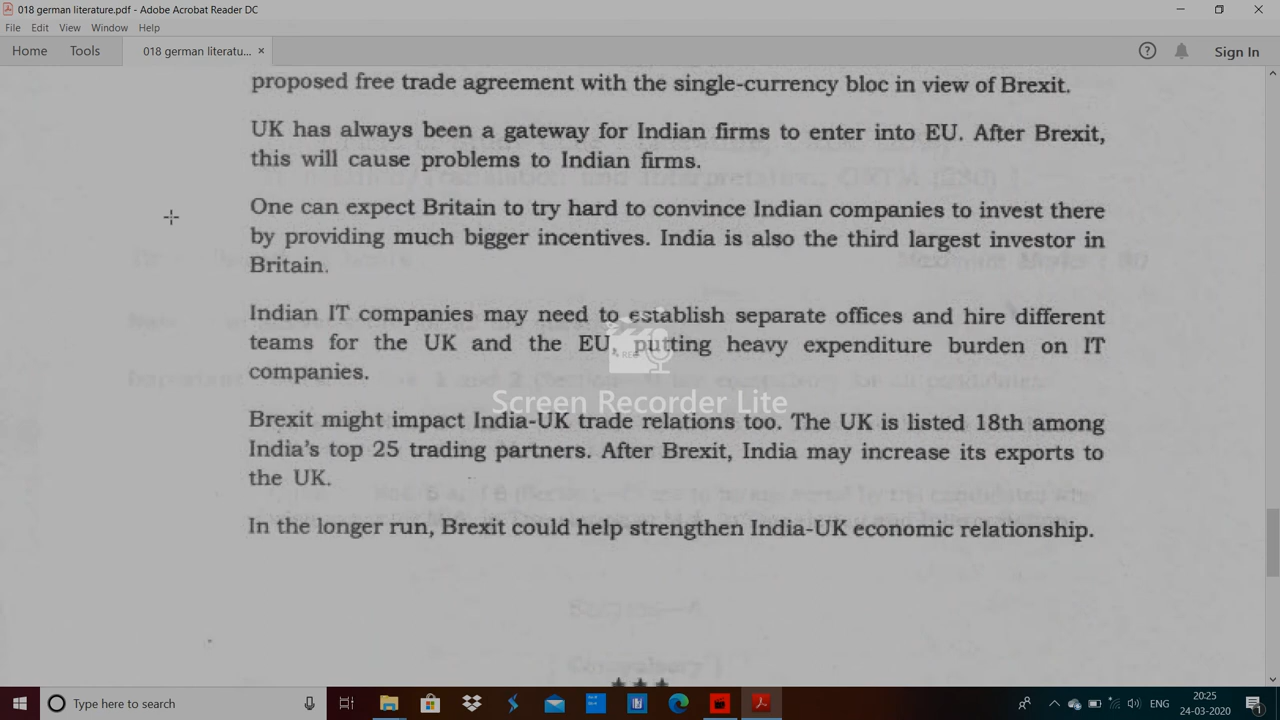 018 german literature.pdf - Adobe Acrobat Reader DC
File Edit View Window Help
Home Tools 018 german literatu... × Sign In
proposed free trade agreement with the single-currency bloc in view of Brexit.
UK has always been a gateway for Indian firms to enter into EU. After Brexit,
this will cause problems to Indian firms.
One can expect Britain to try hard to convince Indian companies to invest there
by providing much bigger incentives. India is also the third largest investor in
Britain.
Indian IT companies may need to establish separate offices and hire different
teams for the UK and the EU, putting heavy expenditure burden on IT
companies.
REC
Screen Recorder Lite
Brexit might impact India-UK trade relations too. The UK is listed 18th among
India's top 25 trading partners. After Brexit, India may increase its exports to
the UK.
In the longer run, Brexit could help strengthen India-UK economic relationship.
★★★
Type here to search
ENG
20:25
24-03-2020
1